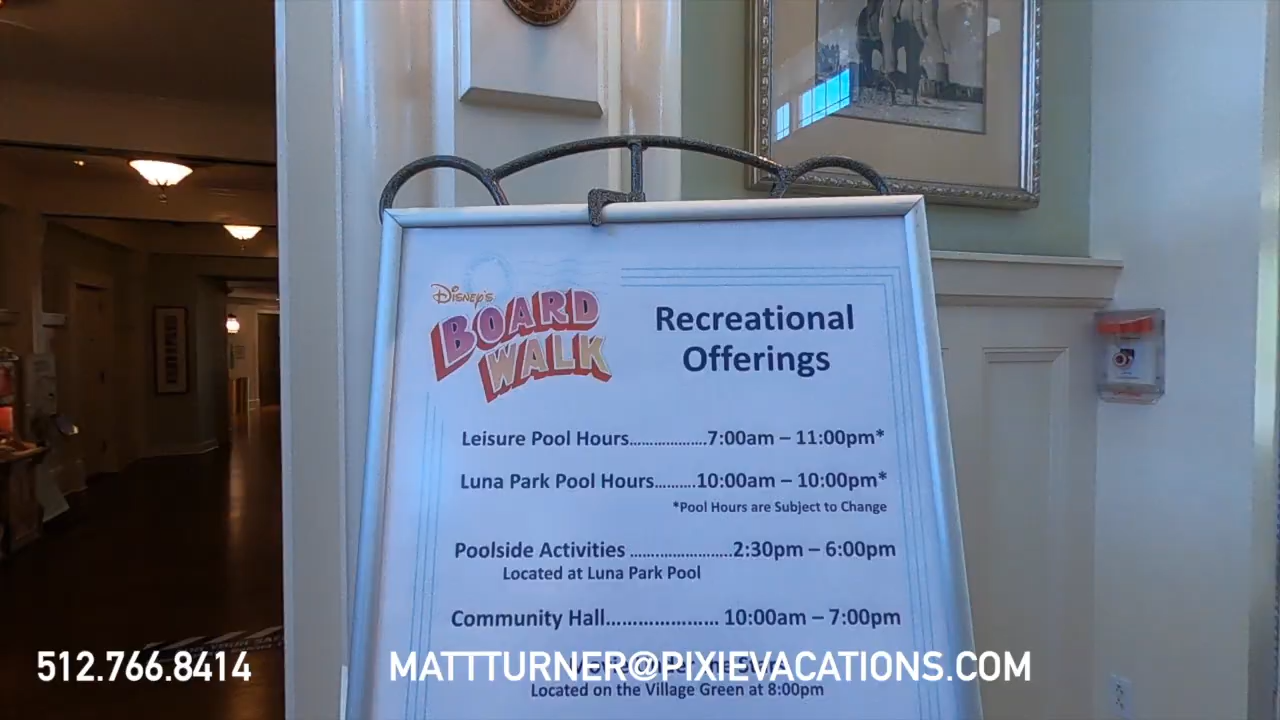 Disney's
BOARD
WALK
Recreational
Offerings
Leisure Pool Hours...................7:00am – 11:00pm*
Luna Park Pool Hours..........10:00am – 10:00pm*
*Pool Hours are Subject to Change
Poolside Activities .......................2:30pm – 6:00pm
Located at Luna Park Pool
Community Hall...................... 10:00am – 7:00pm
512.766.8414
MATTTURNER@PIXIEVACATIONS.COM
Located on the Village Green at 8:00pm